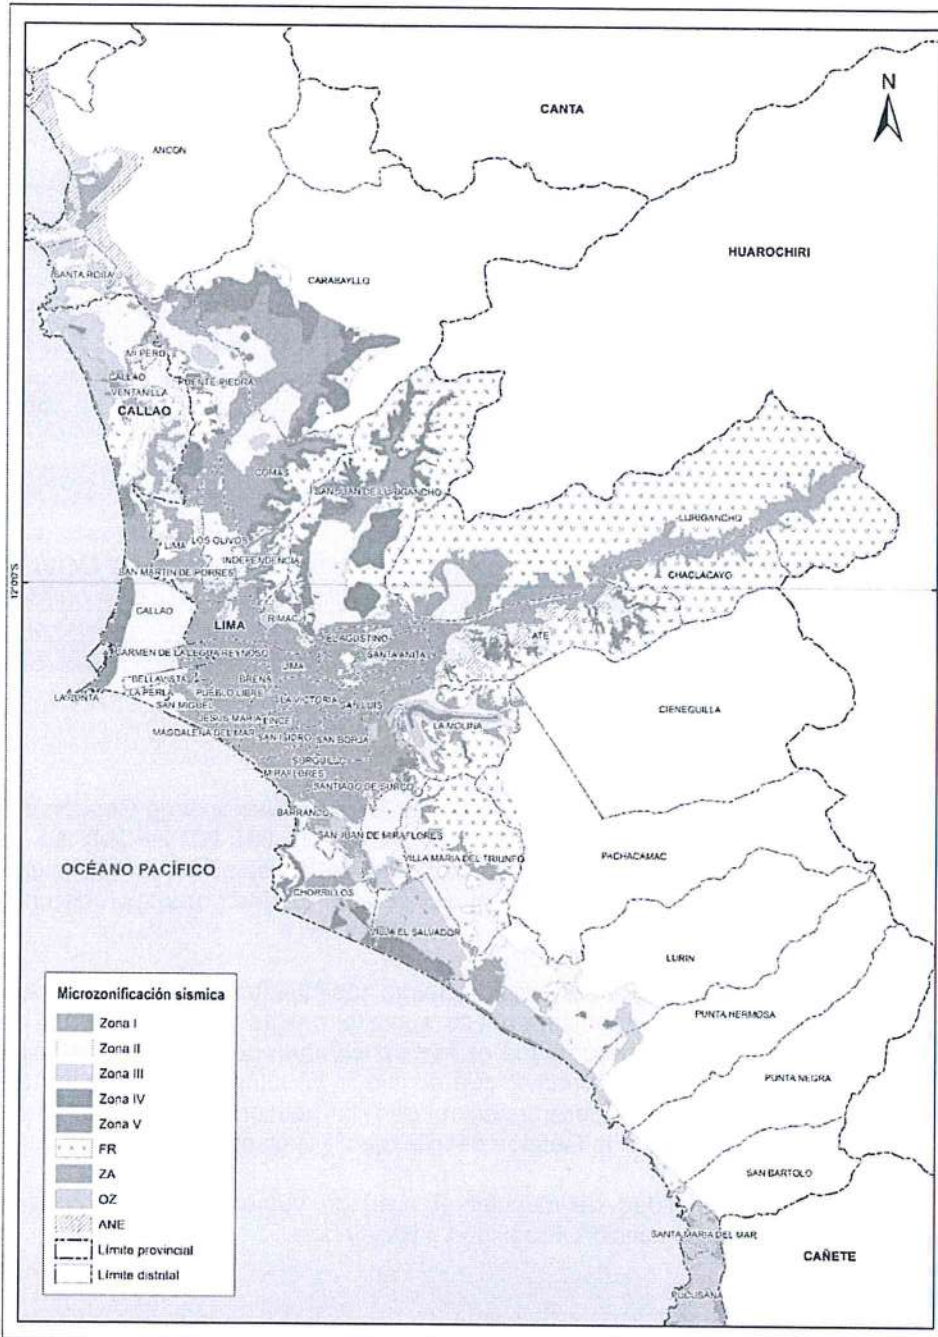 N
CANTA
ANCON
HUAROCHIRI
SANTA ROSA
CARABAYLLO
MI PERÚ
CALLAO
VENTANILLA
PUENTE PIEDRA
CALLAO
COMAS
SAN JUAN DE LURIGANCHO
LURIGANCHO
LIMA
LOS OLIVOS
INDEPENDENCIA
CHACLACAYO
SAN MARTIN DE PORRES
12°0'0"S
CALLAO
LIMA
RIMAC
EL AGUSTINO
ATE
CARMEN DE LA LEGUA REYNOSO
LIMA
SANTA ANITA
BELLAVISTA
BREÑA
LA PUNTA
LA PERLA
PUEBLO LIBRE
LA VICTORIA
SAN LUIS
CIENEGUILLA
SAN MIGUEL
JESUS MARIA
LINCE
LA MOLINA
MAGDALENA DEL MAR
SAN ISIDRO
SAN BORJA
SURQUILLO
MIRAFLORES
SANTIAGO DE SURCO
BARRANCO
SAN JUAN DE MIRAFLORES
VILLA MARIA DEL TRIUNFO
PACHACAMAC
OCÉANO PACÍFICO
CHORRILLOS
VILLA EL SALVADOR
LURIN
PUNTA HERMOSA
PUNTA NEGRA
SAN BARTOLO
SANTA MARIA DEL MAR
CAÑETE
PUCUSANA
Microzonificación sísmica
Zona I
Zona II
Zona III
Zona IV
Zona V
FR
ZA
OZ
ANE
Límite provincial
Límite distrital